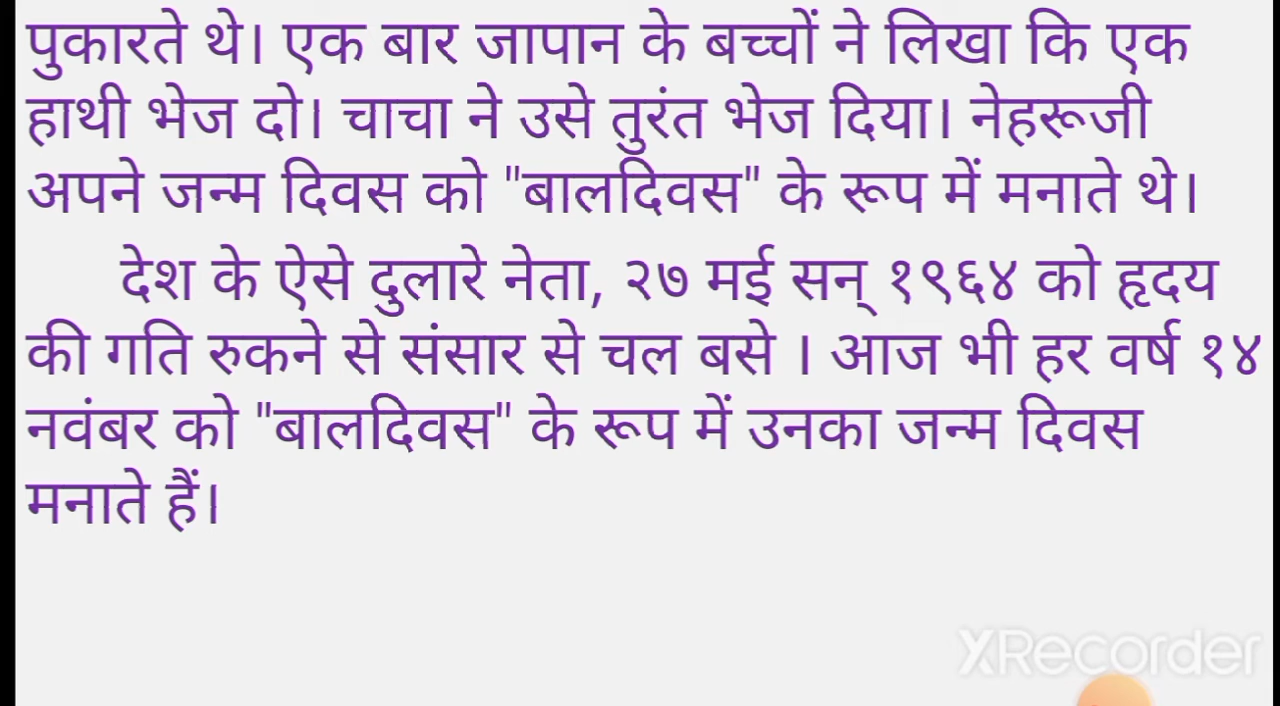 पुकारते थे। एक बार जापान के बच्चों ने लिखा कि एक
हाथी भेज दो। चाचा ने उसे तुरंत भेज दिया। नेहरूजी
अपने जन्म दिवस को "बालदिवस" के रूप में मनाते थे।
देश के ऐसे दुलारे नेता, २७ मई सन् १९६४ को हृदय
की गति रुकने से संसार से चल बसे । आज भी हर वर्ष १४
नवंबर को "बालदिवस" के रूप में उनका जन्म दिवस
मनाते हैं।
XRecorder